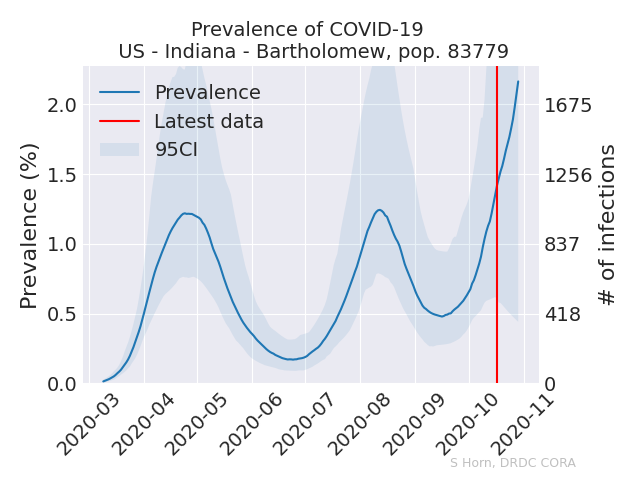 Prevalence of COVID-19
US - Indiana - Bartholomew, pop. 83779
Prevalence
Latest data
95CI
Prevalence (%)
2.0
1.5
1.0
0.5
0.0
1675
1256
837
418
0
# of infections
2020-03
2020-04
2020-05
2020-06
2020-07
2020-08
2020-09
2020-10
2020-11
S Horn, DRDC CORA